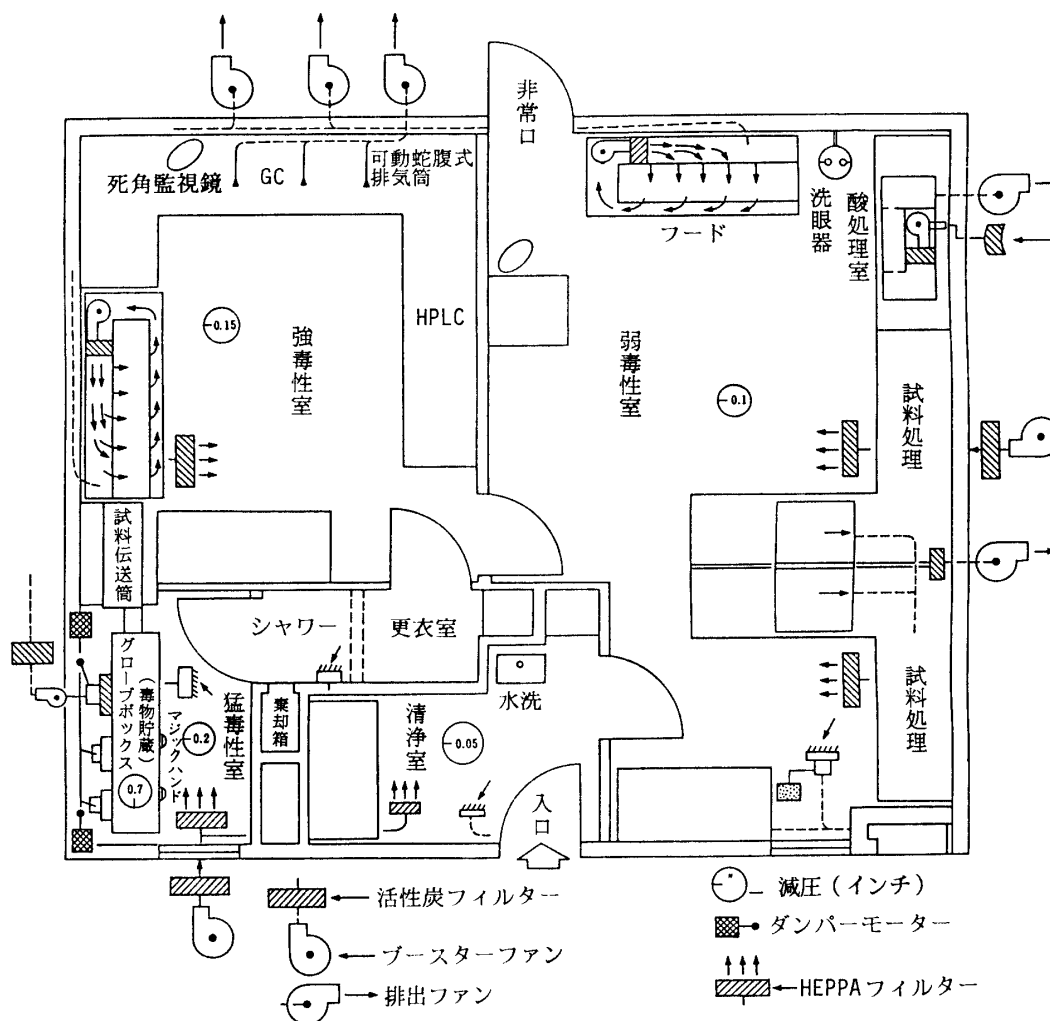 非常口
死角監視鏡
GC
可動蛇腹式
排気筒
フード
洗眼器
酸処理室
-0.15
強毒性室
HPLC
弱毒性室
-0.1
試料処理
試料伝送筒
シャワー
更衣室
グローブボックス
(毒物貯蔵)
-0.7
マジックハンド
-0.2
猛毒性室
棄却箱
清浄室
-0.05
水洗
入口
試料処理
活性炭フィルター
ブースターファン
排出ファン
減圧(インチ)
ダンパーモーター
HEPPAフィルター